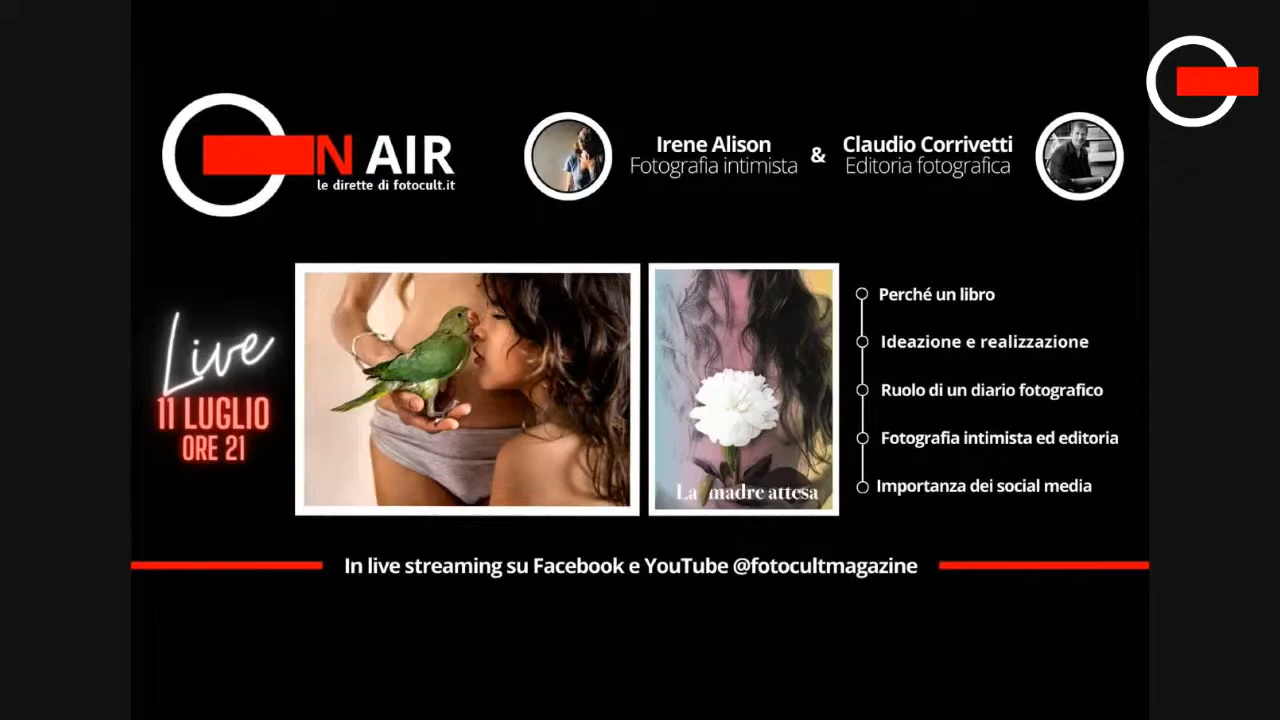 ON AIR
le dirette di fotocult.it
Irene Alison
Fotografia intimista
&
Claudio Corrivetti
Editoria fotografica
Live
11 LUGLIO
ORE 21
La madre attesa
Perché un libro
Ideazione e realizzazione
Ruolo di un diario fotografico
Fotografia intimista ed editoria
Importanza dei social media
In live streaming su Facebook e YouTube @fotocultmagazine